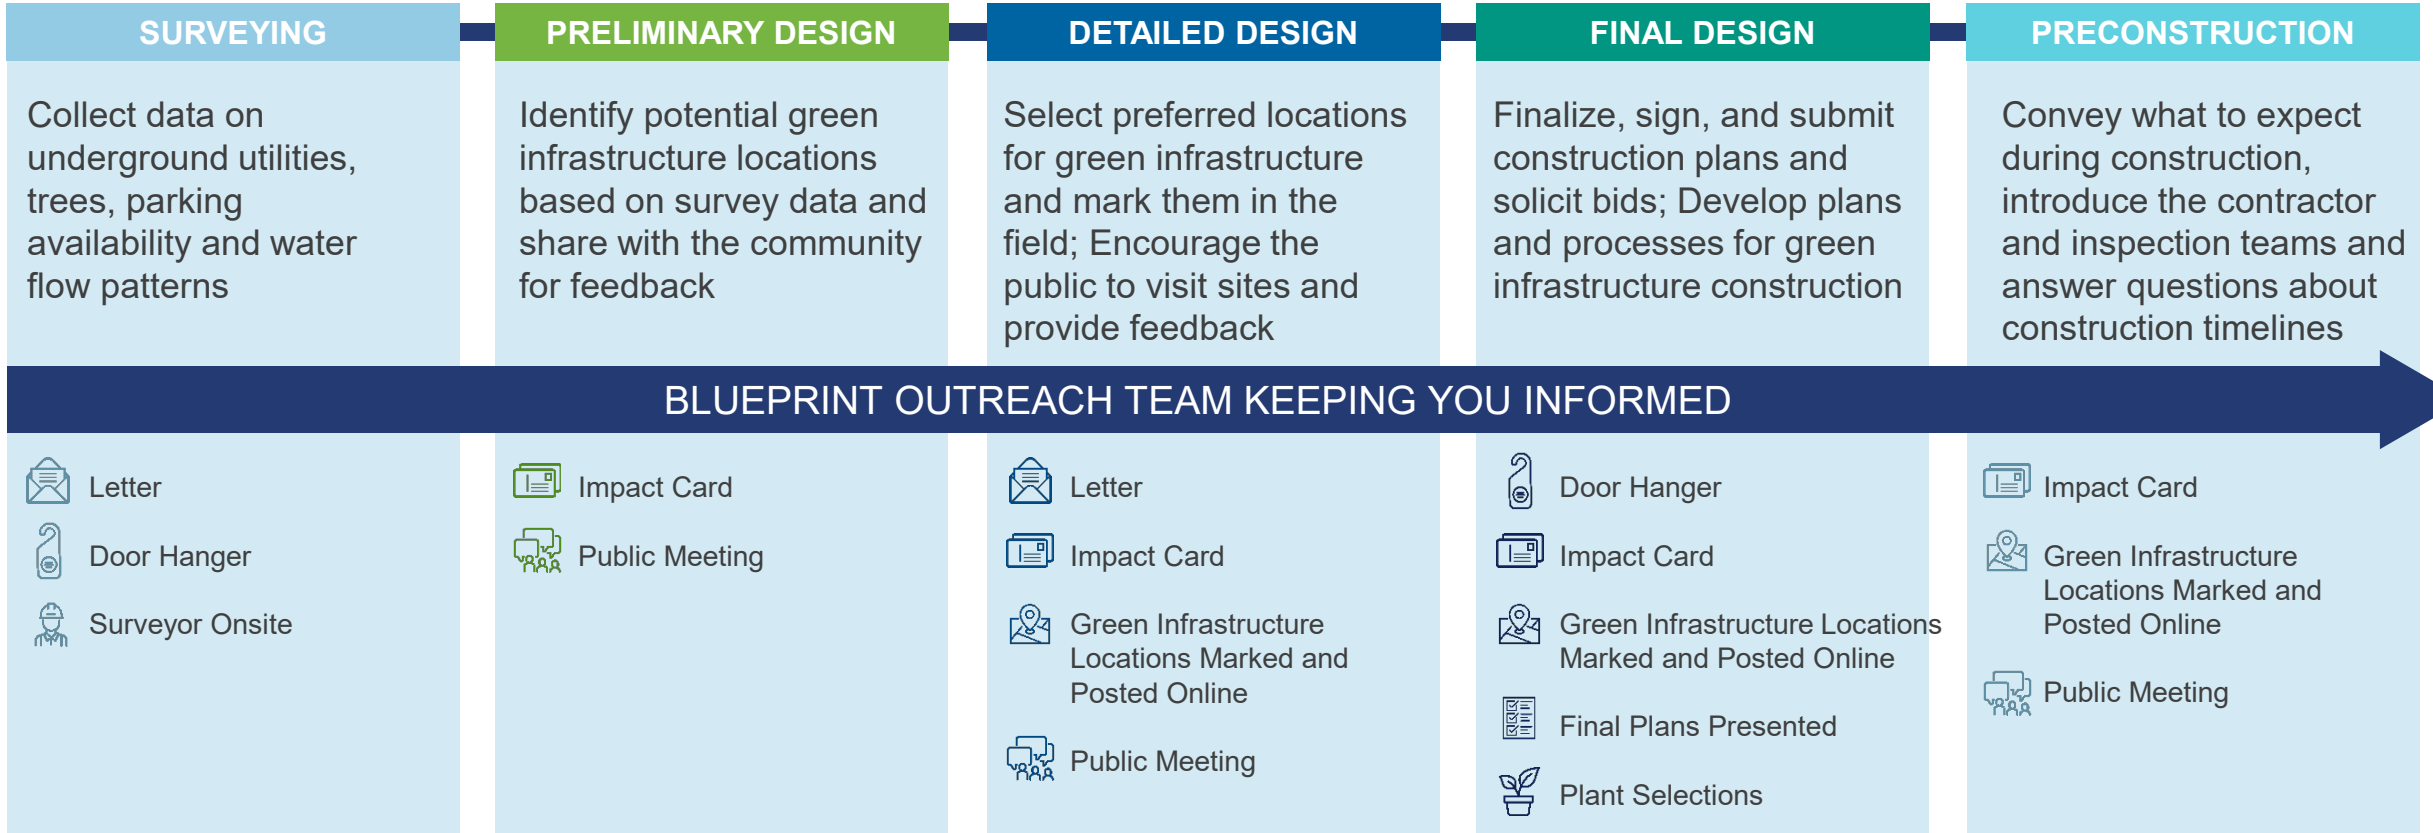 SURVEYING
Collect data on
underground utilities,
trees, parking
availability and water
flow patterns
PRELIMINARY DESIGN
Identify potential green
infrastructure locations
based on survey data and
share with the community
for feedback
DETAILED DESIGN
Select preferred locations
for green infrastructure
and mark them in the
field; Encourage the
public to visit sites and
provide feedback
FINAL DESIGN
Finalize, sign, and submit
construction plans and
solicit bids; Develop plans
and processes for green
infrastructure construction
PRECONSTRUCTION
Convey what to expect
during construction,
introduce the contractor
and inspection teams and
answer questions about
construction timelines
BLUEPRINT OUTREACH TEAM KEEPING YOU INFORMED
Letter
Door Hanger
Surveyor Onsite
Impact Card
Public Meeting
Letter
Impact Card
Green Infrastructure
Locations Marked and
Posted Online
Public Meeting
Door Hanger
Impact Card
Green Infrastructure Locations
Marked and Posted Online
Final Plans Presented
Plant Selections
Impact Card
Green Infrastructure
Locations Marked and
Posted Online
Public Meeting